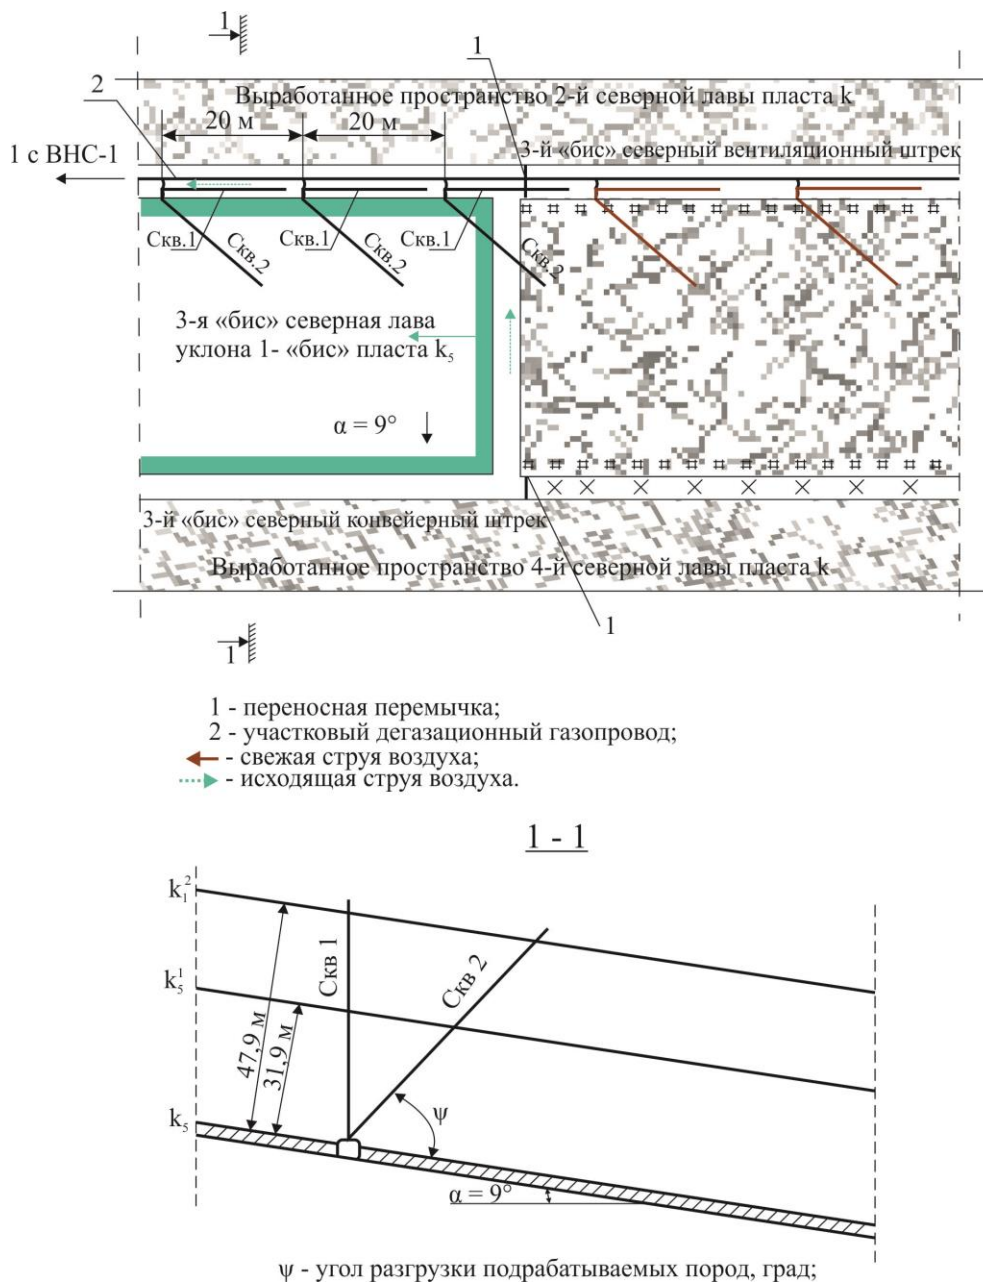 1
1
2
Выработанное пространство 2-й северной лавы пласта k
20 м
20 м
3-й «бис» северный вентиляционный штрек
1 с ВНС-1
Скв.1
Скв.2
Скв.1
Скв.2
Скв.1
Скв.2
3-я «бис» северная лава
уклона 1- «бис» пласта k₅
α = 9°
3-й «бис» северный конвейерный штрек
Выработанное пространство 4-й северной лавы пласта k
1
1
1 - переносная перемычка;
2 - участковый дегазационный газопровод;
- свежая струя воздуха;
- исходящая струя воздуха.
1 - 1
k₁²
Скв 1
Скв 2
k₅¹
47,9 м
31,9 м
ψ
k₅
α = 9°
ψ - угол разгрузки подрабатываемых пород, град;